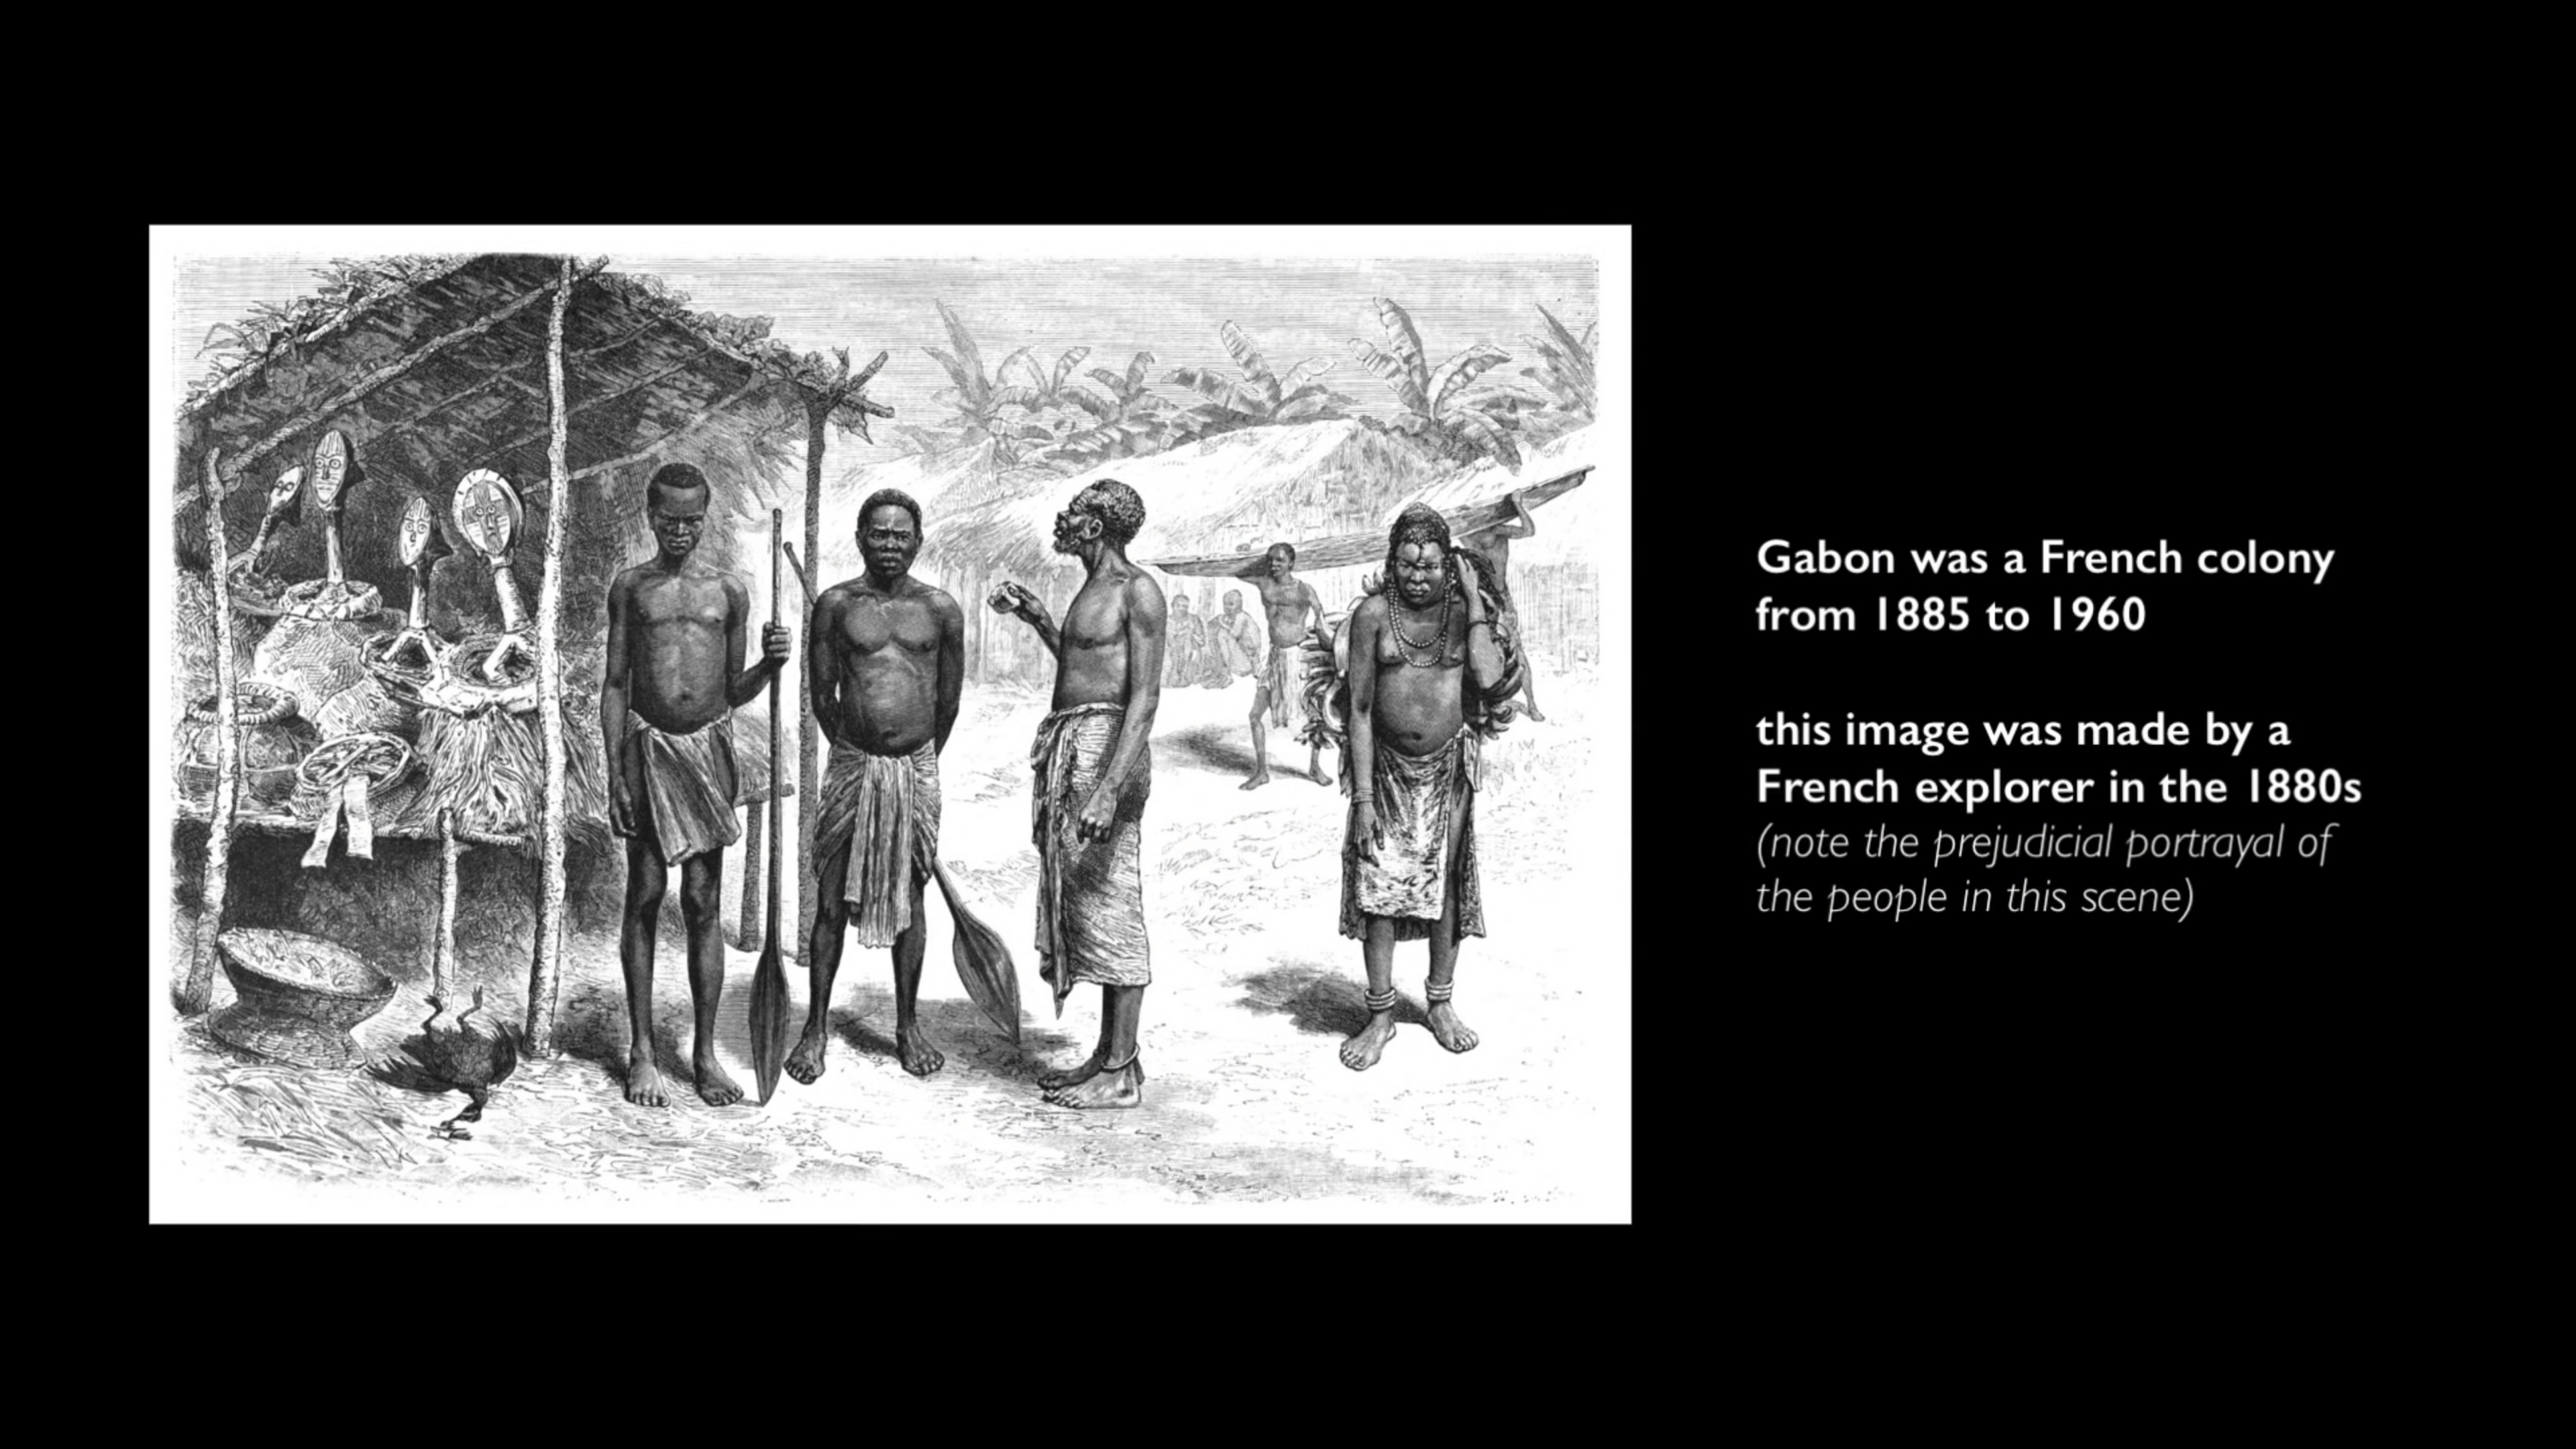 Gabon was a French colony
from 1885 to 1960
this image was made by a
French explorer in the 1880s
(note the prejudicial portrayal of
the people in this scene)